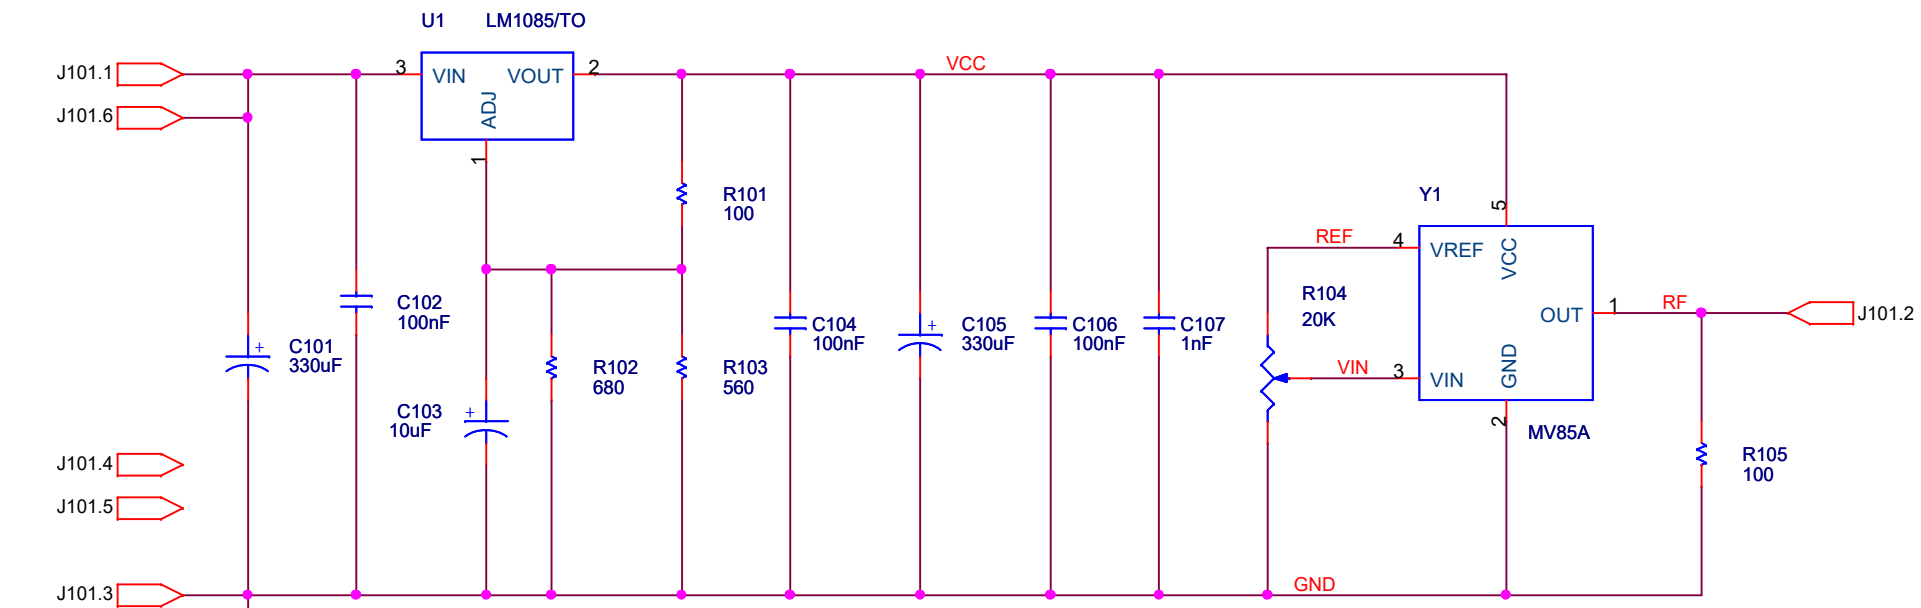 U1 LM1085/TO
J101.1
3
VIN
VOUT
2
VCC
ADJ
1
J101.6
R101
100
Y1
5
REF
4
VREF
VCC
R104
20K
C102
100nF
C101
330uF
C104
100nF
+
C105
330uF
C106
100nF
C107
1nF
OUT
1
RF
J101.2
+
R102
680
R103
560
VIN
3
VIN
GND
2
MV85A
C103
10uF
+
R105
100
J101.4
J101.5
J101.3
GND